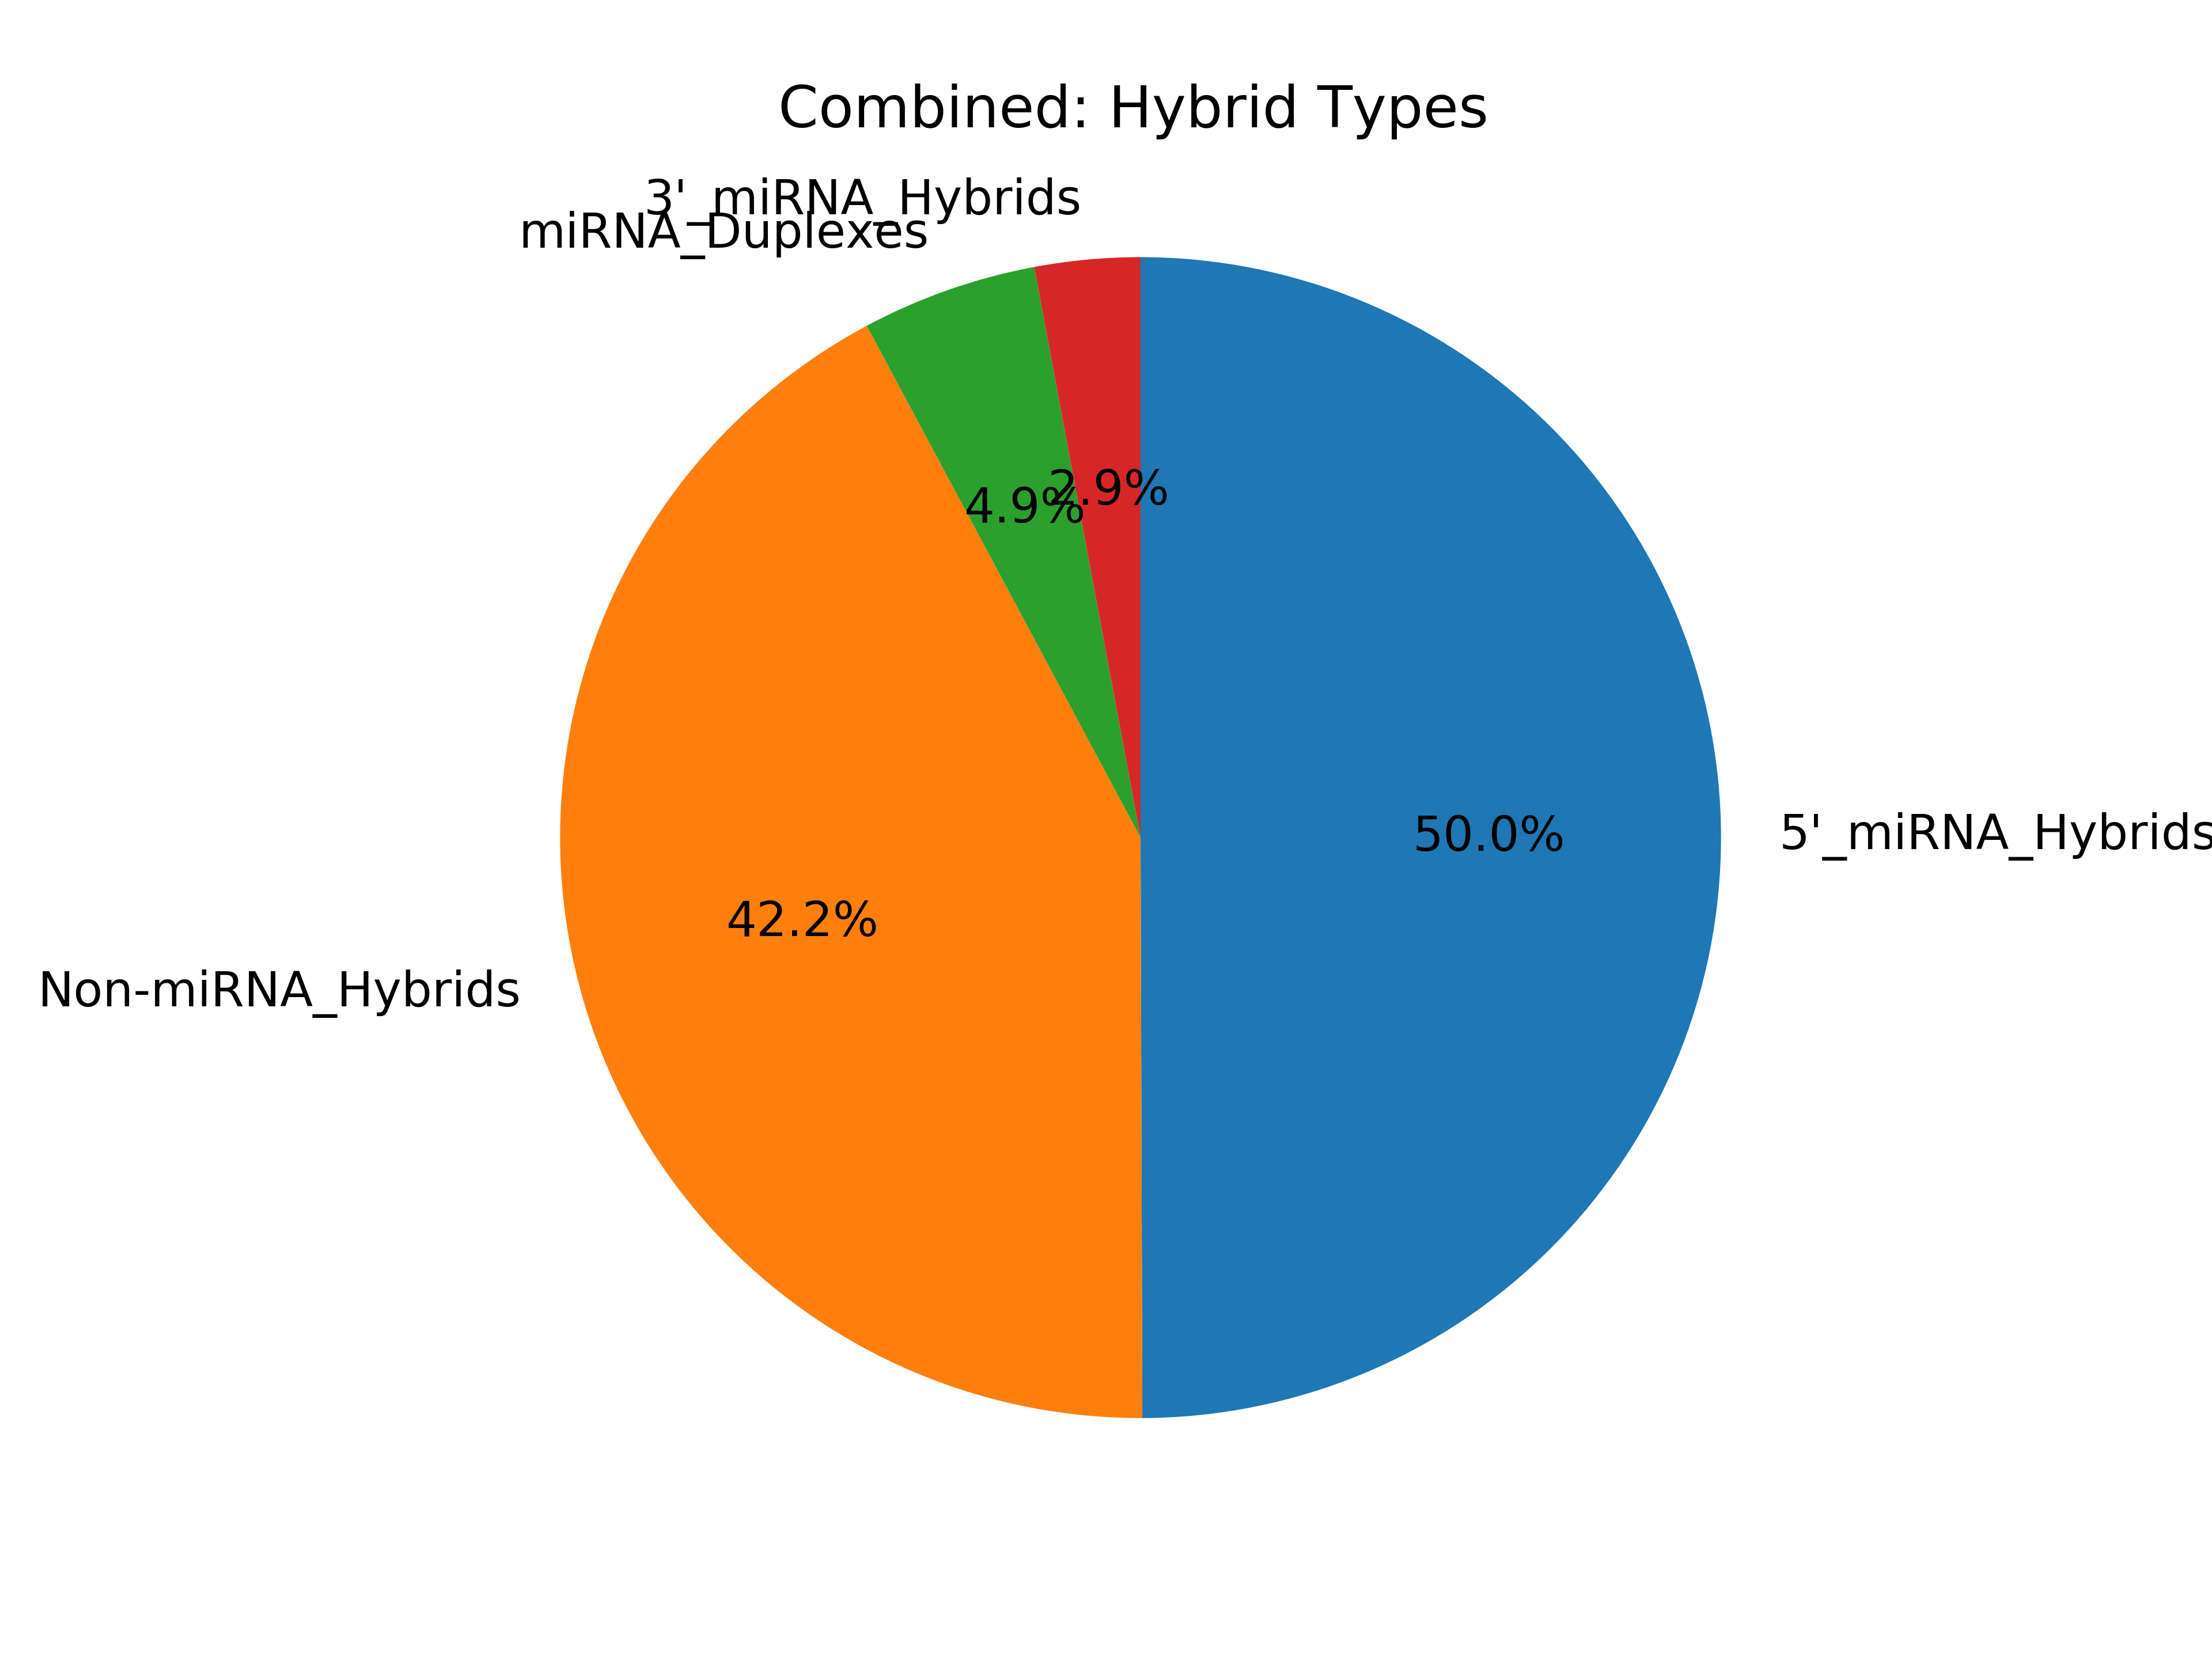 Combined: Hybrid Types
3'_miRNA_Hybrids
miRNA_Duplexes
2.9%
4.9%
50.0%
5'_miRNA_Hybrids
42.2%
Non-miRNA_Hybrids